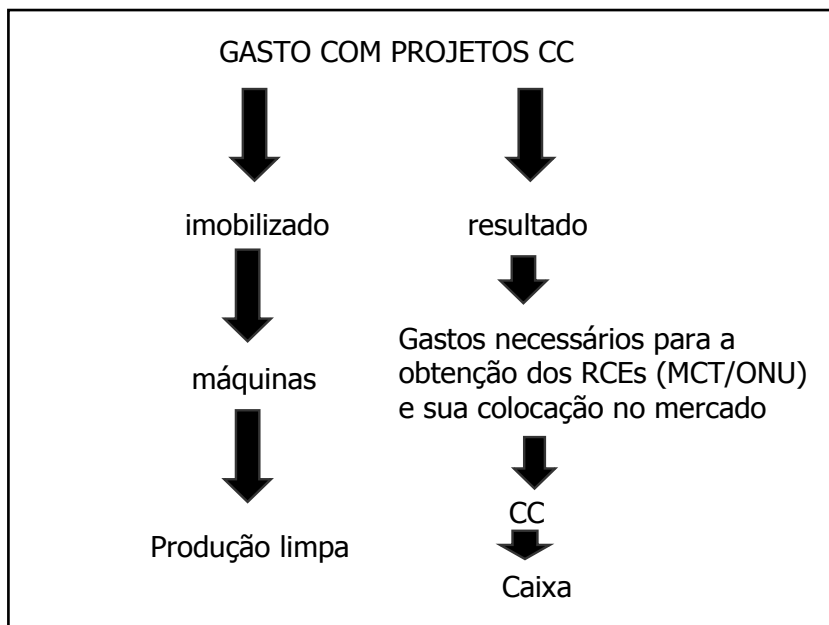 GASTO COM PROJETOS CC
imobilizado
máquinas
Produção limpa
resultado
Gastos necessários para a
obtenção dos RCEs (MCT/ONU)
e sua colocação no mercado
CC
Caixa